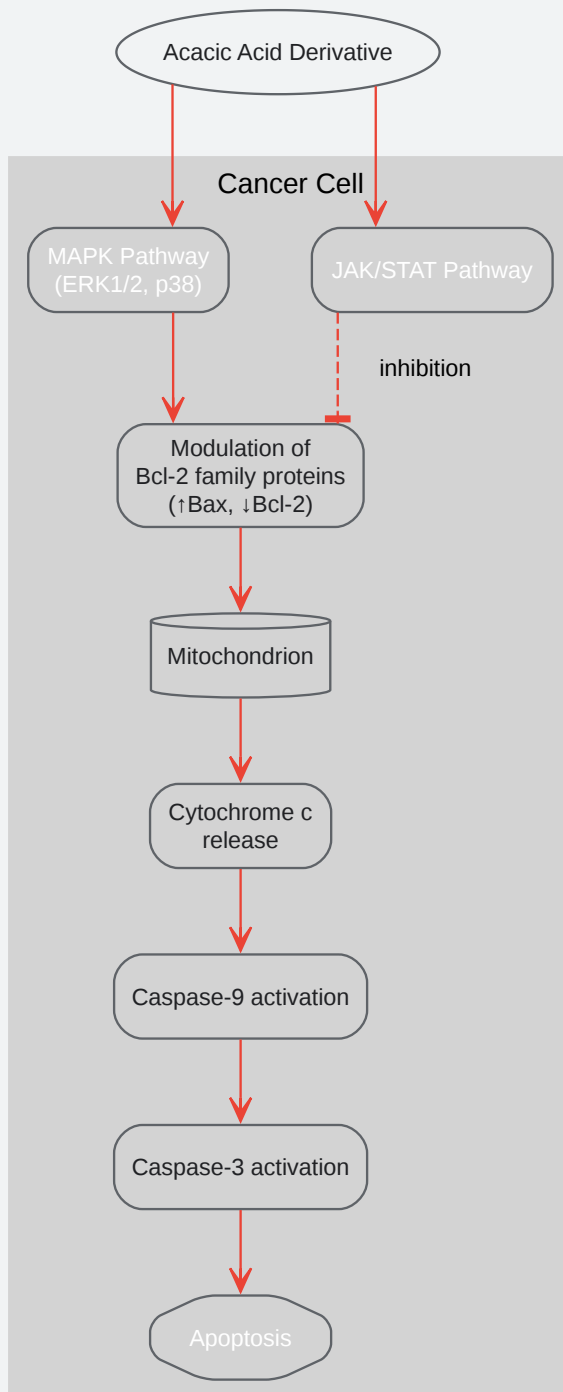 Acacic Acid Derivative
Cancer Cell
MAPK Pathway
(ERK1/2, p38)
JAK/STAT Pathway
inhibition
Modulation of
Bcl-2 family proteins
(↑Bax, ↓Bcl-2)
Mitochondrion
Cytochrome c
release
Caspase-9 activation
Caspase-3 activation
Apoptosis